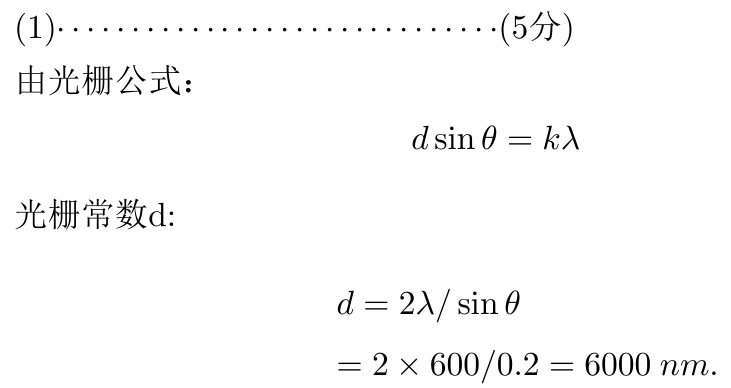 (1)·····························(5分)
由光栅公式：
d sin θ = kλ
光栅常数d:
d = 2λ/ sin θ
= 2 × 600/0.2 = 6000 nm.